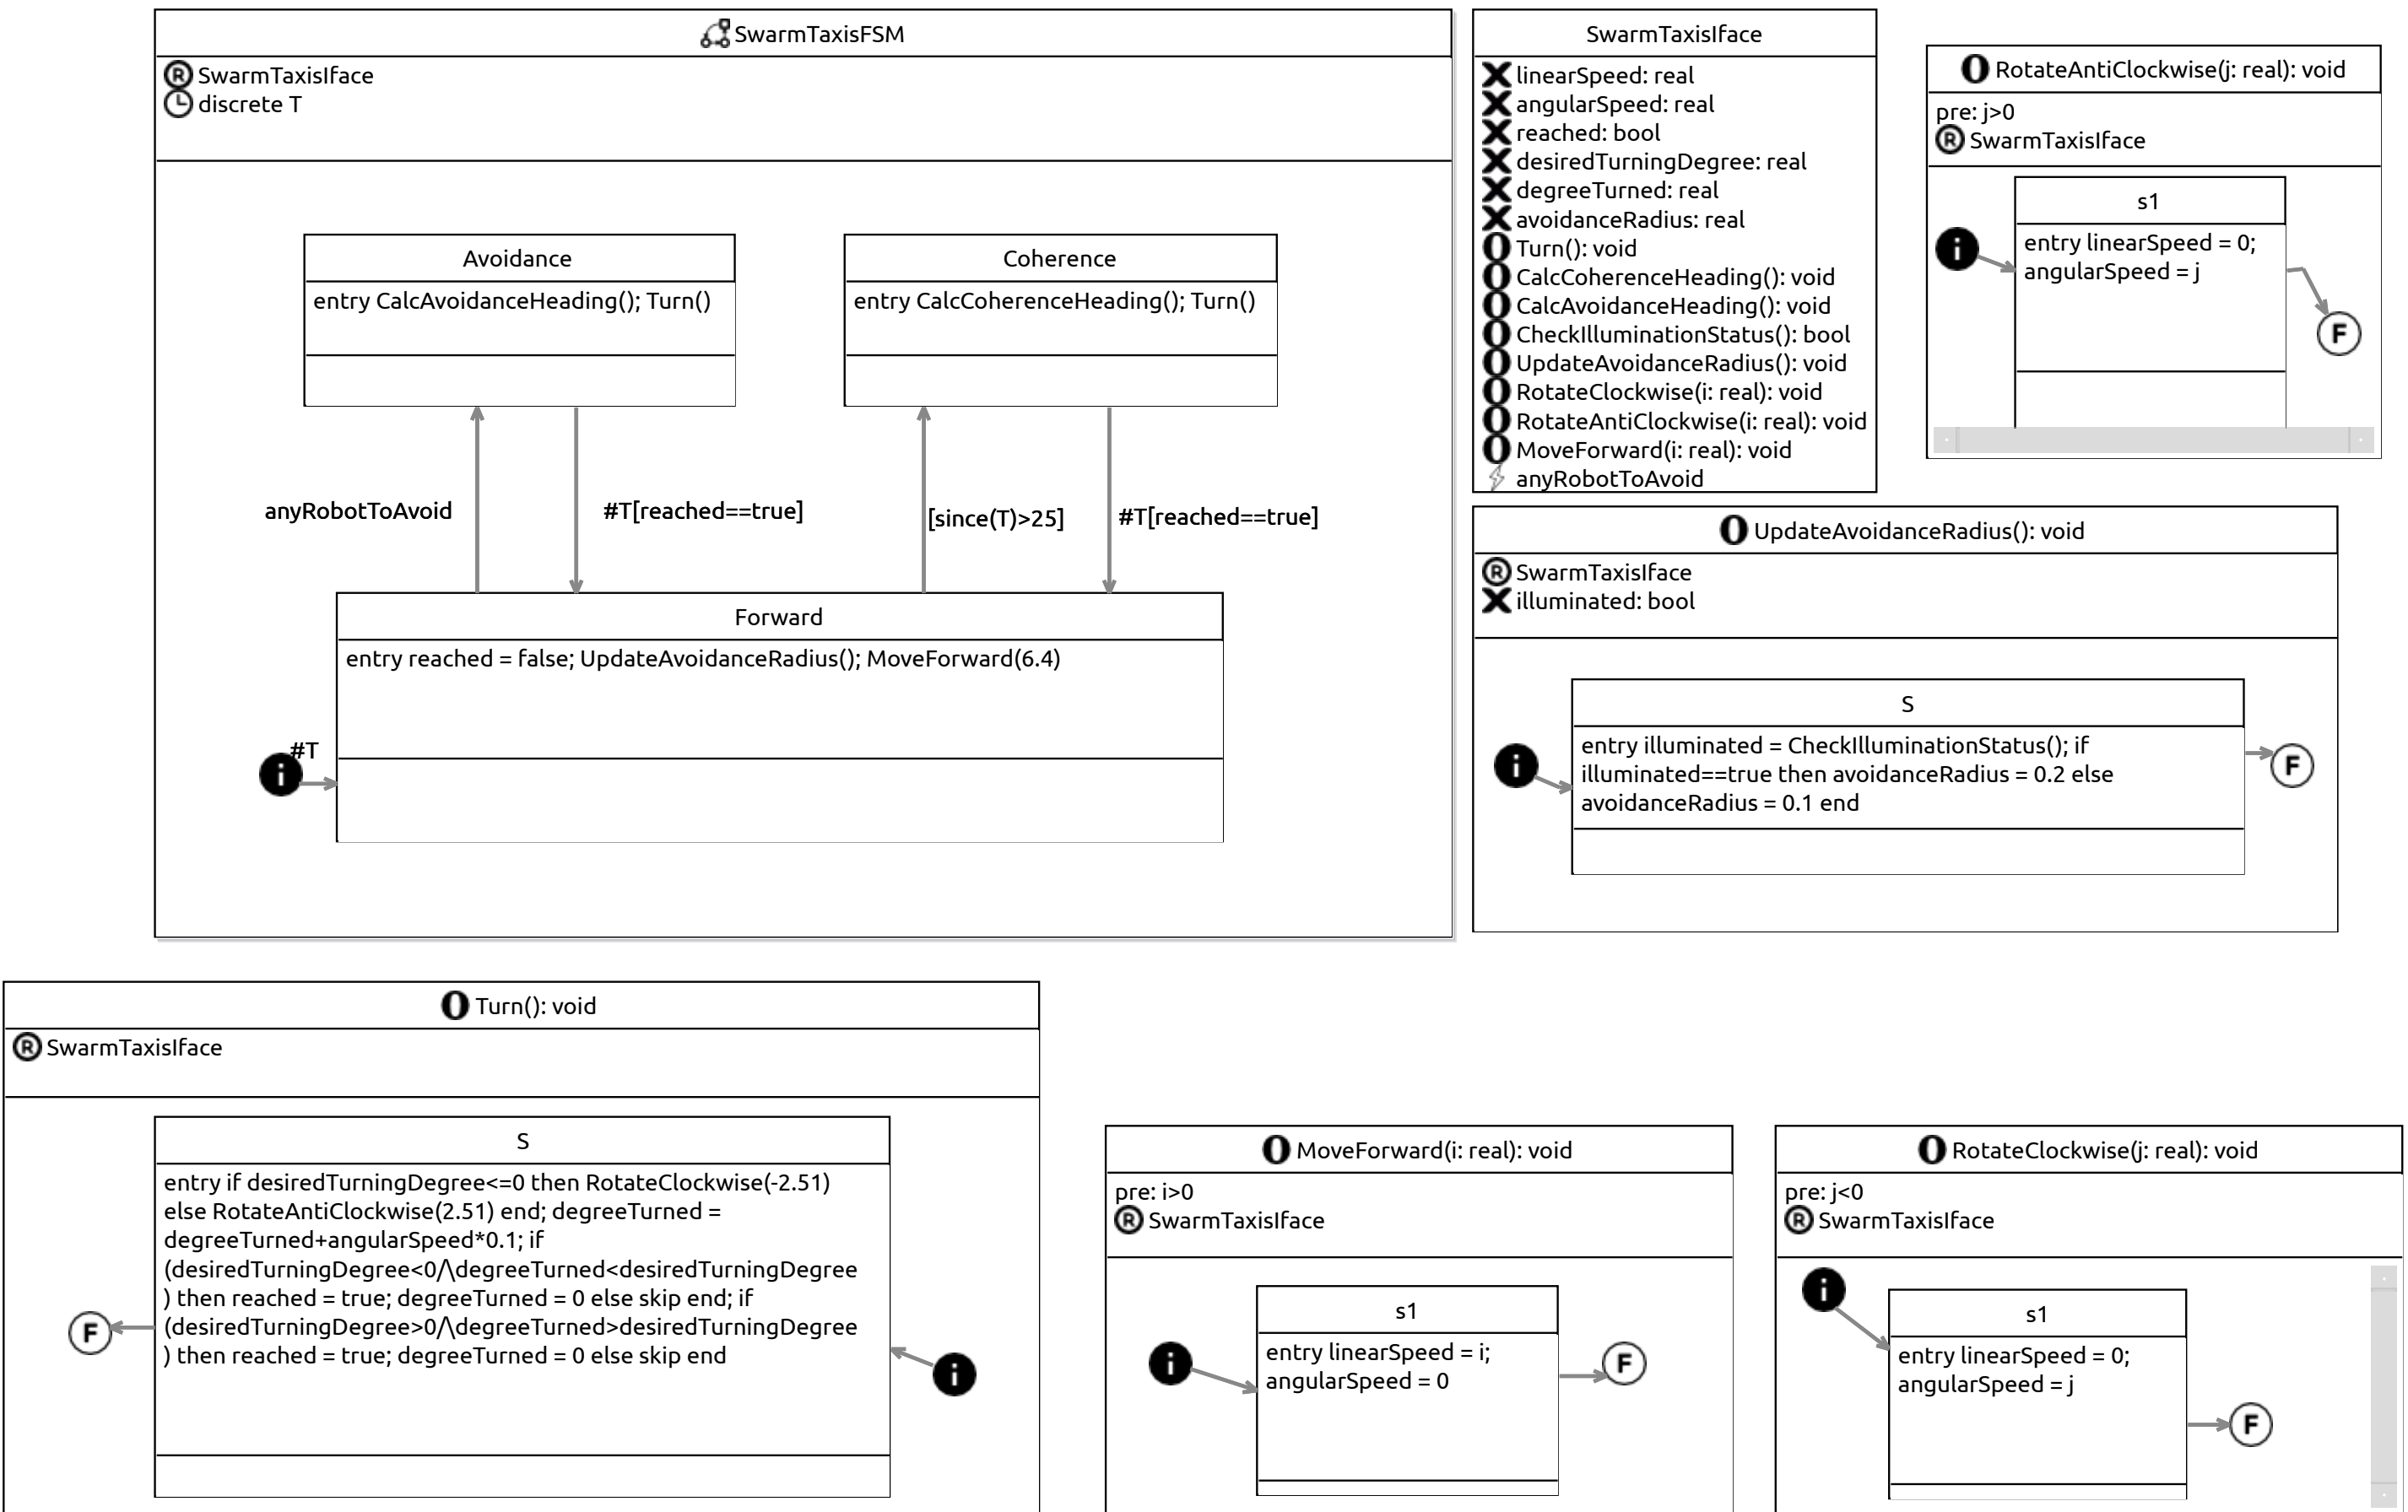 SwarmTaxisFSM
R SwarmTaxisIface
discrete T
Avoidance
entry CalcAvoidanceHeading(); Turn()
Coherence
entry CalcCoherenceHeading(); Turn()
anyRobotToAvoid
#T[reached==true]
[since(T)>25]
#T[reached==true]
Forward
entry reached = false; UpdateAvoidanceRadius(); MoveForward(6.4)
#T
i
SwarmTaxisIface
X linearSpeed: real
X angularSpeed: real
X reached: bool
X desiredTurningDegree: real
X degreeTurned: real
X avoidanceRadius: real
O Turn(): void
O CalcCoherenceHeading(): void
O CalcAvoidanceHeading(): void
O CheckIlluminationStatus(): bool
O UpdateAvoidanceRadius(): void
O RotateClockwise(i: real): void
O RotateAntiClockwise(i: real): void
O MoveForward(i: real): void
anyRobotToAvoid
O RotateAntiClockwise(j: real): void
pre: j>0
R SwarmTaxisIface
s1
i
entry linearSpeed = 0;
angularSpeed = j
F
O UpdateAvoidanceRadius(): void
R SwarmTaxisIface
X illuminated: bool
S
entry illuminated = CheckIlluminationStatus(); if
illuminated==true then avoidanceRadius = 0.2 else
avoidanceRadius = 0.1 end
i
F
O Turn(): void
R SwarmTaxisIface
S
entry if desiredTurningDegree<=0 then RotateClockwise(-2.51)
else RotateAntiClockwise(2.51) end; degreeTurned =
degreeTurned+angularSpeed*0.1; if
(desiredTurningDegree<0/\degreeTurned<desiredTurningDegree
) then reached = true; degreeTurned = 0 else skip end; if
(desiredTurningDegree>0/\degreeTurned>desiredTurningDegree
) then reached = true; degreeTurned = 0 else skip end
F
i
O MoveForward(i: real): void
pre: i>0
R SwarmTaxisIface
s1
entry linearSpeed = i;
angularSpeed = 0
i
F
O RotateClockwise(j: real): void
pre: j<0
R SwarmTaxisIface
i
s1
entry linearSpeed = 0;
angularSpeed = j
F